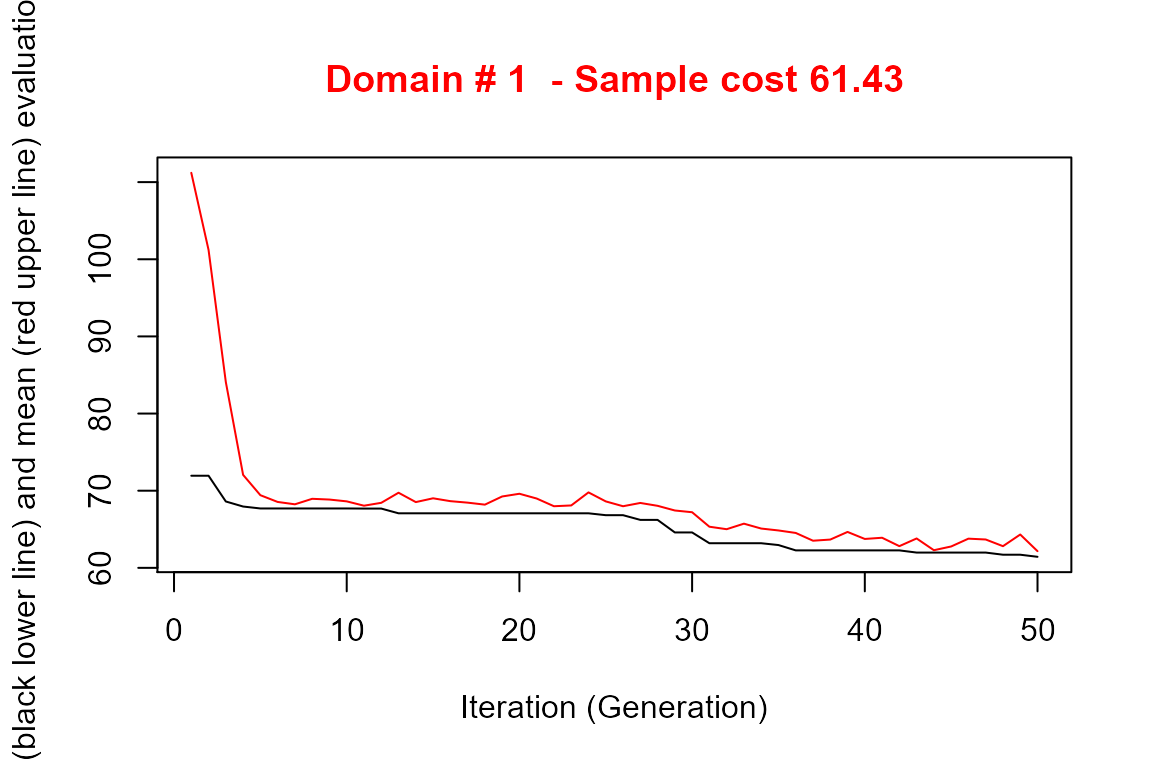 Domain # 1  - Sample cost 61.43
(black lower line) and mean (red upper line) evaluatio
100
90
80
70
60
0 10 20 30 40 50
Iteration (Generation)